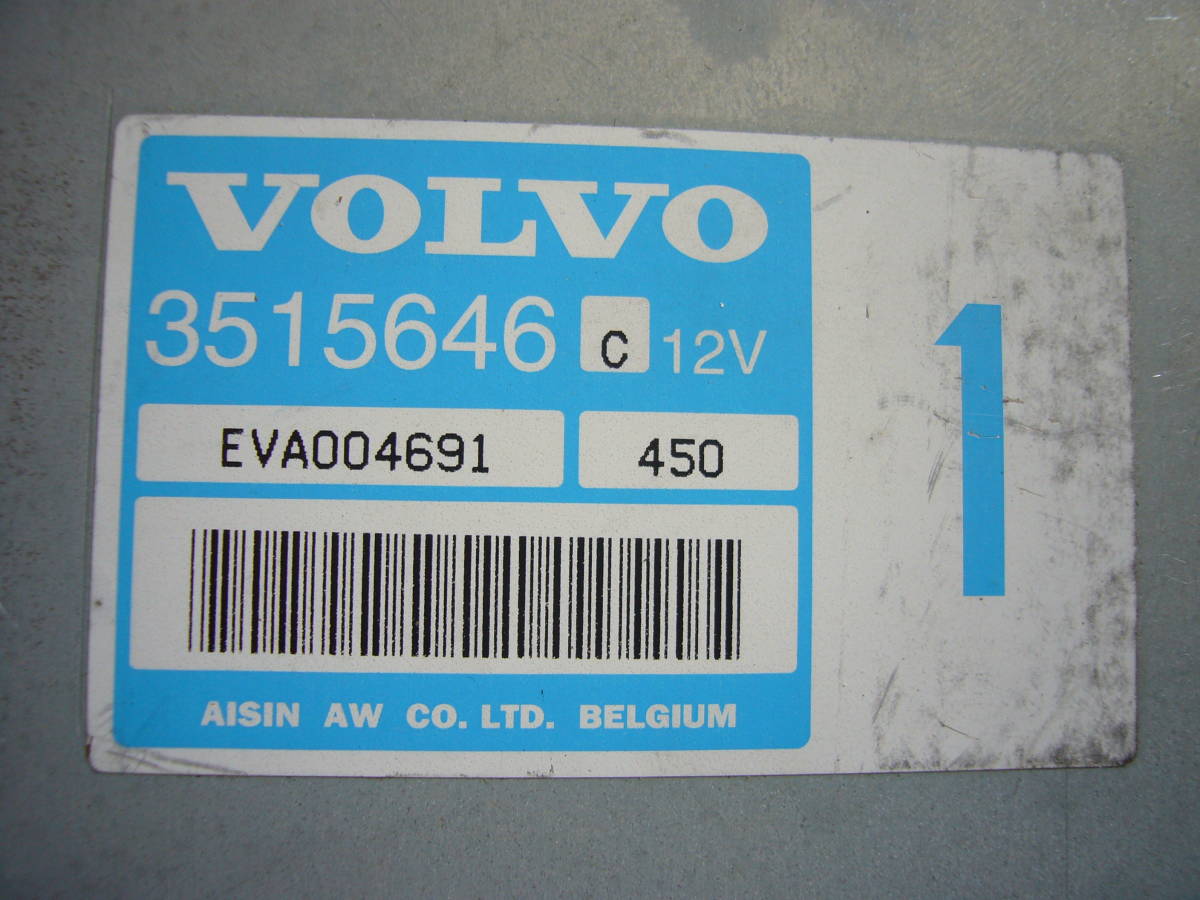 VOLVO
3515646 C 12V
EVA004691 450
AISIN AW CO. LTD. BELGIUM
1